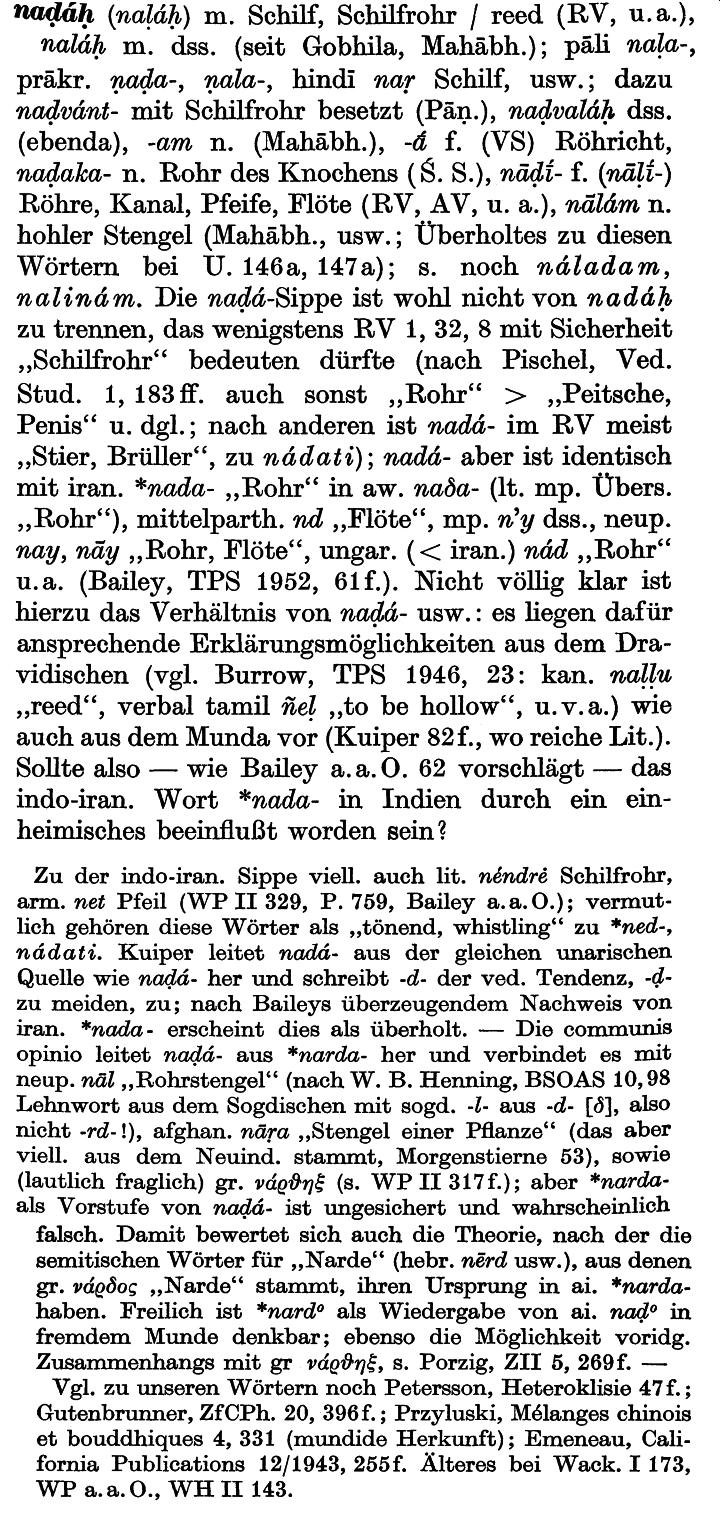 naḍáḥ (naḷáḥ) m. Schilf, Schilfrohr / reed (RV, u. a.),
naláḥ m. dss. (seit Gobhila, Mahābh.); pāli naḷa-,
prākr. ṇaḍa-, ṇala-, hindī naṛ Schilf, usw.; dazu
naḍvánt- mit Schilfrohr besetzt (Pāṇ.), naḍvaláḥ dss.
(ebenda), -am n. (Mahābh.), -ā́ f. (VS) Röhricht,
naḍaka- n. Rohr des Knochens (Ś. S.), nāḍī́- f. (nāḷī́-)
Röhre, Kanal, Pfeife, Flöte (RV, AV, u. a.), nālám n.
hohler Stengel (Mahābh., usw.; Überholtes zu diesen
Wörtern bei U. 146a, 147a); s. noch náladam,
nalinám. Die naḍá-Sippe ist wohl nicht von nadáḥ
zu trennen, das wenigstens RV 1, 32, 8 mit Sicherheit
„Schilfrohr“ bedeuten dürfte (nach Pischel, Ved.
Stud. 1, 183 ff. auch sonst „Rohr“ > „Peitsche,
Penis“ u. dgl.; nach anderen ist nadá- im RV meist
„Stier, Brüller“, zu nádati); nadá- aber ist identisch
mit iran. *nada- „Rohr“ in aw. naδa- (lt. mp. Übers.
„Rohr“), mittelparth. nd „Flöte“, mp. n’y dss., neup.
nay, nāy „Rohr, Flöte“, ungar. (< iran.) nád „Rohr“
u. a. (Bailey, TPS 1952, 61 f.). Nicht völlig klar ist
hierzu das Verhältnis von naḍá- usw.: es liegen dafür
ansprechende Erklärungsmöglichkeiten aus dem Dra-
vidischen (vgl. Burrow, TPS 1946, 23: kan. naḷḷu
„reed“, verbal tamil ñeḷ „to be hollow“, u. v. a.) wie
auch aus dem Munda vor (Kuiper 82 f., wo reiche Lit.).
Sollte also — wie Bailey a. a. O. 62 vorschlägt — das
indo-iran. Wort *nada- in Indien durch ein ein-
heimisches beeinflußt worden sein?
Zu der indo-iran. Sippe viell. auch lit. néndrė Schilfrohr,
arm. net Pfeil (WP II 329, P. 759, Bailey a. a. O.); vermut-
lich gehören diese Wörter als „tönend, whistling“ zu *ned-,
nádati. Kuiper leitet nadá- aus der gleichen unarischen
Quelle wie naḍá- her und schreibt -d- der ved. Tendenz, -ḍ-
zu meiden, zu; nach Baileys überzeugendem Nachweis von
iran. *nada- erscheint dies als überholt. — Die communis
opinio leitet naḍá- aus *narda- her und verbindet es mit
neup. nāl „Rohrstengel“ (nach W. B. Henning, BSOAS 10, 98
Lehnwort aus dem Sogdischen mit sogd. -l- aus -d- [δ], also
nicht -rd- !), afghan. nāṛa „Stengel einer Pflanze“ (das aber
viell. aus dem Neuind. stammt, Morgenstierne 53), sowie
(lautlich fraglich) gr. νάρθηξ (s. WP II 317 f.); aber *narda-
als Vorstufe von naḍá- ist ungesichert und wahrscheinlich
falsch. Damit bewertet sich auch die Theorie, nach der die
semitischen Wörter für „Narde“ (hebr. nērd usw.), aus denen
gr. νάρδος „Narde“ stammt, ihren Ursprung in ai. *narda-
haben. Freilich ist *nard° als Wiedergabe von ai. naḍ° in
fremdem Munde denkbar; ebenso die Möglichkeit voridg.
Zusammenhangs mit gr νάρθηξ, s. Porzig, ZII 5, 269 f. —
Vgl. zu unseren Wörtern noch Petersson, Heteroklisie 47 f.;
Gutenbrunner, ZfCPh. 20, 396 f.; Przyluski, Mélanges chinois
et bouddhiques 4, 331 (mundide Herkunft); Emeneau, Cali-
fornia Publications 12/1943, 255 f. Älteres bei Wack. I 173,
WP a. a. O., WH II 143.